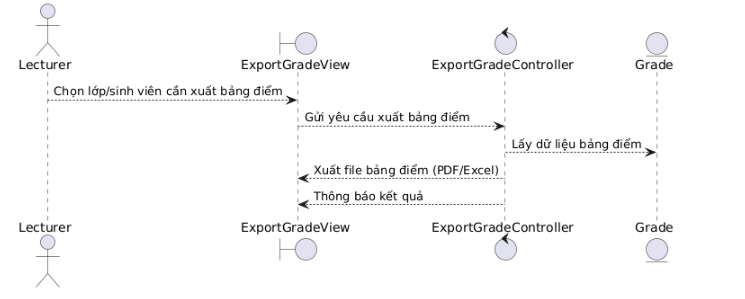 Lecturer ExportGradeView ExportGradeController Grade
Chọn lớp/sinh viên cần xuất bảng điểm
Gửi yêu cầu xuất bảng điểm
Lấy dữ liệu bảng điểm
Xuất file bảng điểm (PDF/Excel)
Thông báo kết quả
Lecturer ExportGradeView ExportGradeController Grade